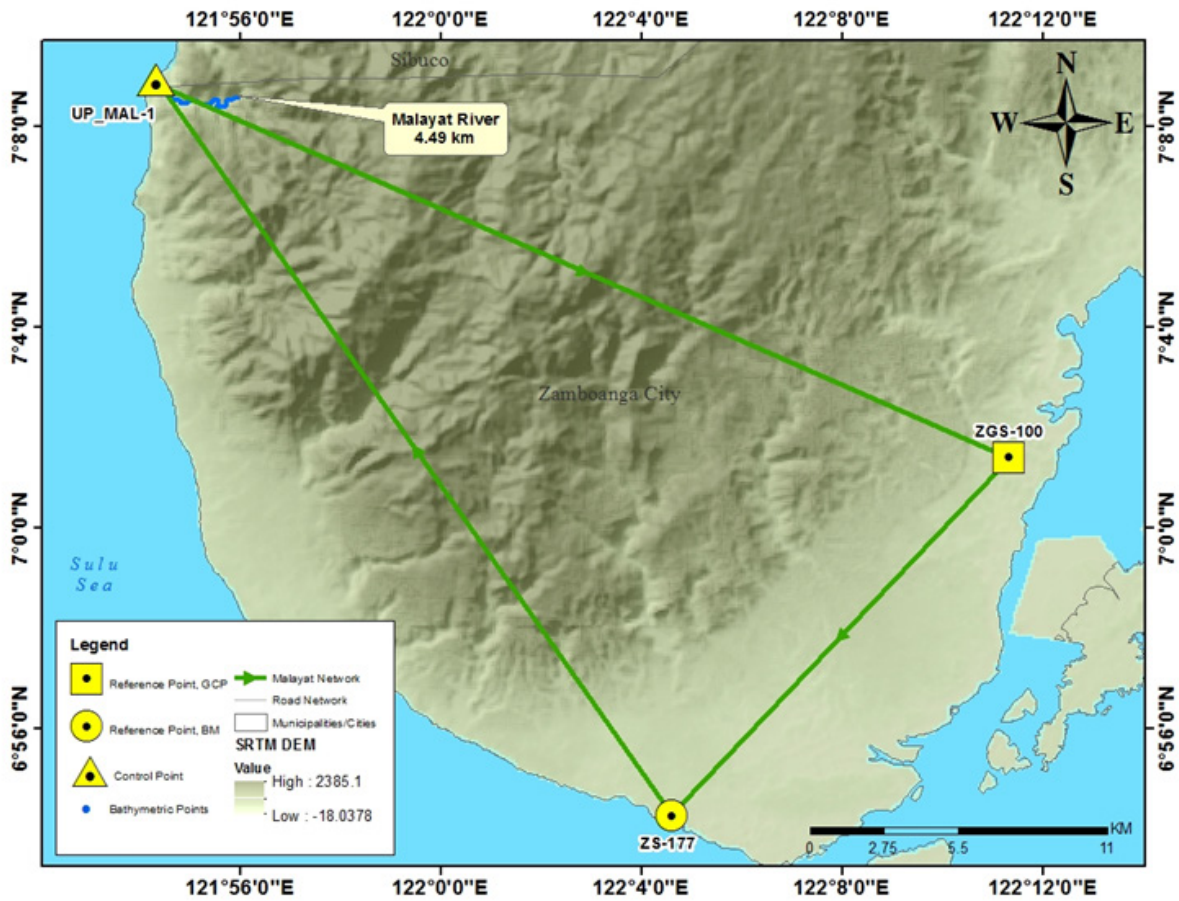 121°56'0"E 122°0'0"E 122°4'0"E 122°8'0"E 122°12'0"E
Sibuco
N
W E
S
UP_MAL-1
Malayat River
4.49 km
7°8'0"N 7°8'0"N
7°4'0"N 7°4'0"N
Zamboanga City
ZGS-100
7°0'0"N 7°0'0"N
Sulu
Sea
Legend
Reference Point, GCP
Reference Point, BM
Control Point
Bathymetric Points
Malayat Network
Road Network
Municipalities/Cities
SRTM DEM
Value
High : 2385.1
Low : -18.0378
6°56'0"N 6°56'0"N
ZS-177
KM
0 2.75 5.5 11
121°56'0"E 122°0'0"E 122°4'0"E 122°8'0"E 122°12'0"E